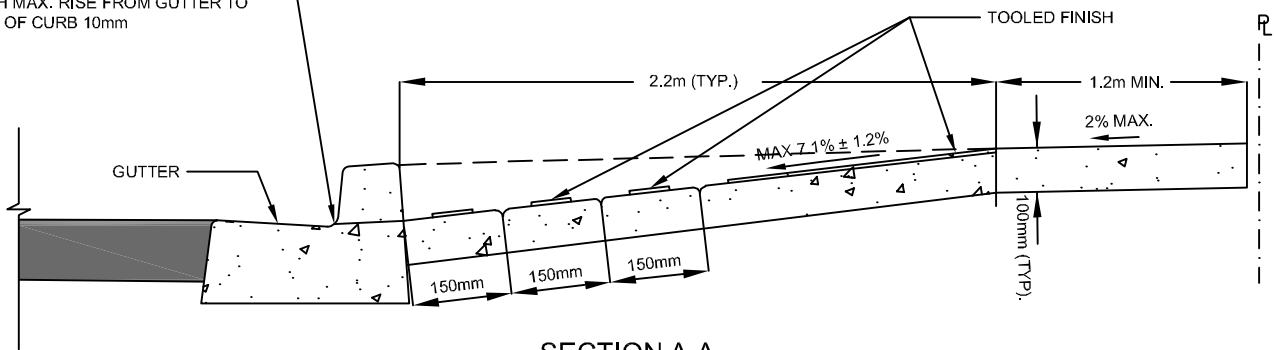 H MAX. RISE FROM GUTTER TO
OF CURB 10mm
TOOLED FINISH
PL
2.2m (TYP.)
1.2m MIN.
2% MAX.
MAX 7.1% ± 1.2%
GUTTER
100mm (TYP).
150mm
150mm
150mm
SECTION A-A